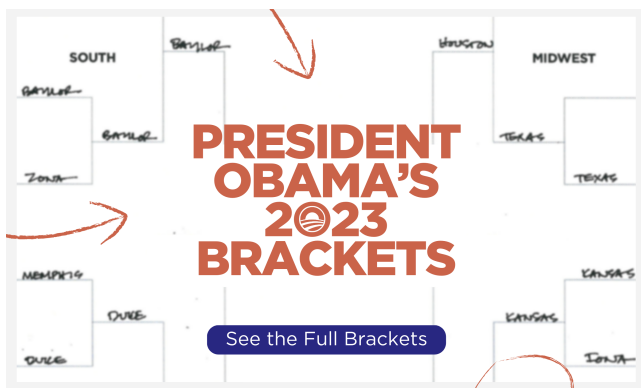 BAYLOR
HOUSTON
SOUTH
MIDWEST
BAYLOR
BAYLOR
TEXAS
ZONA
TEXAS
PRESIDENT
OBAMA'S
2023
BRACKETS
MEMPHIS
KANSAS
DUKE
KANSAS
DUKE
IONA
See the Full Brackets